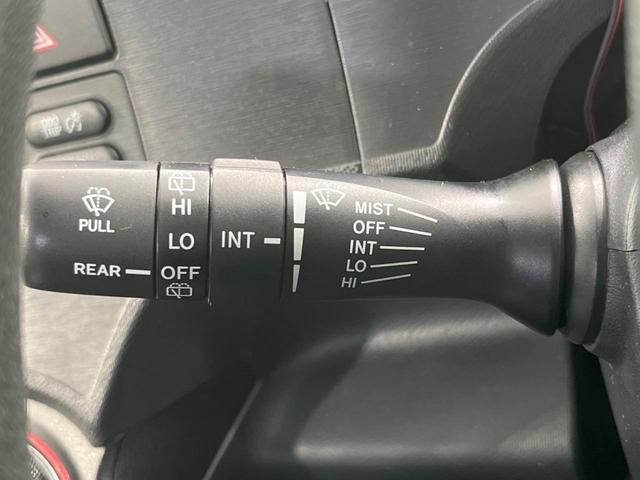 PULL
REAR
HI
LO
OFF
INT
MIST
OFF
INT
LO
HI